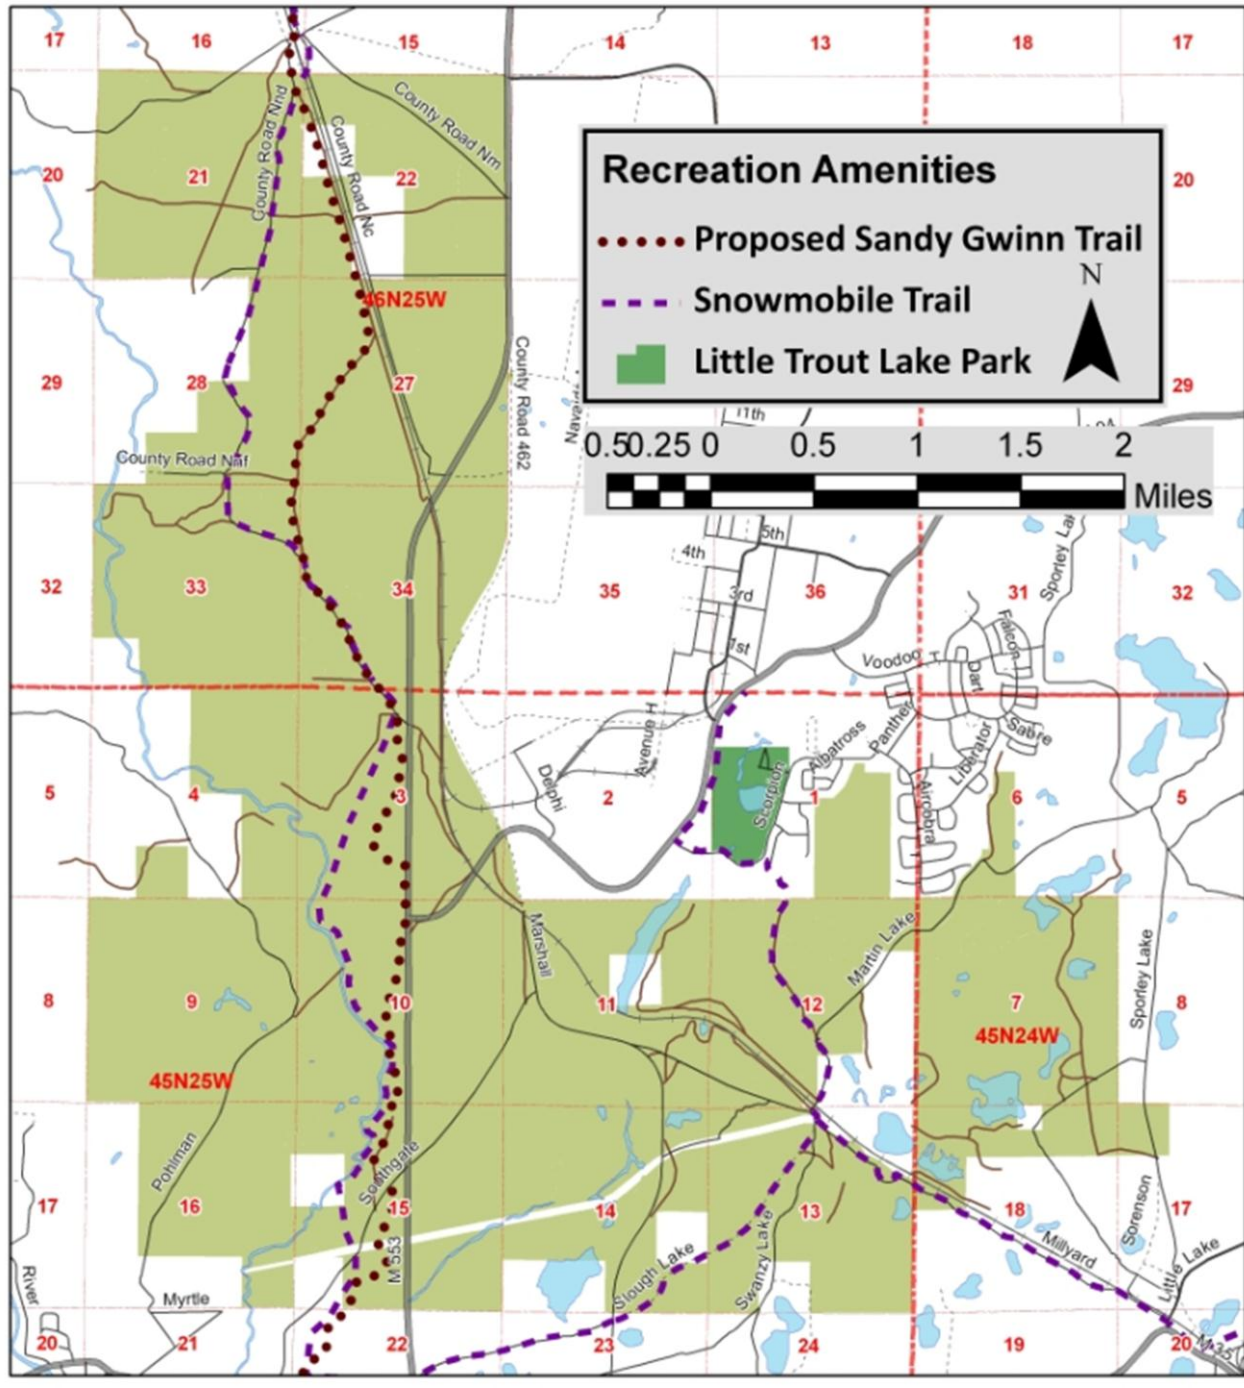 17 16 15 14 13 18 17
County Road Nnd
County Road Nm
County Road Nc
20 21 22 20
Recreation Amenities
Proposed Sandy Gwinn Trail
Snowmobile Trail
Little Trout Lake Park
N
46N25W
29 28 27 29
County Road 462
11th
County Road Nnf
0.5 0.25 0 0.5 1 1.5 2
Miles
5th
4th
3rd
1st
32 33 34 35 36 31 32
Falcon
Voodoo
Dart
Avenue H
Panther
Sabre
Albatross
Liberator
Delphi
Scorpion
Airacobra
5 4 3 2 1 6 5
Marshall
Martin Lake
Sporley Lake
8 9 10 11 12 7 8
45N24W
45N25W
Pohlman
Southgate
17 16 15 14 13 18 17
Sorenson
M 553
Slough Lake
Swanzy Lake
Millyard
Little Lake
River
Myrtle
20 21 22 23 24 19 20
M 35